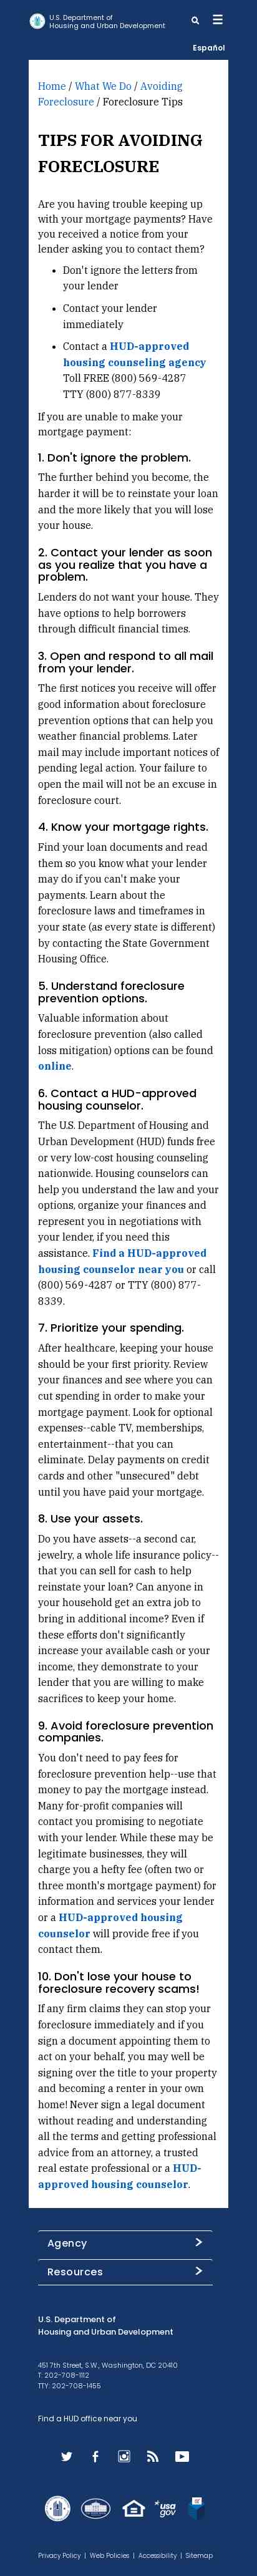 U.S. Department of
Housing and Urban Development
Español
Home / What We Do / Avoiding
Foreclosure / Foreclosure Tips
TIPS FOR AVOIDING
FORECLOSURE
Are you having trouble keeping up
with your mortgage payments? Have
you received a notice from your
lender asking you to contact them?
• Don't ignore the letters from
your lender
• Contact your lender
immediately
• Contact a HUD-approved
housing counseling agency
Toll FREE (800) 569-4287
TTY (800) 877-8339
If you are unable to make your
mortgage payment:
1. Don't ignore the problem.
The further behind you become, the
harder it will be to reinstate your loan
and the more likely that you will lose
your house.
2. Contact your lender as soon
as you realize that you have a
problem.
Lenders do not want your house. They
have options to help borrowers
through difficult financial times.
3. Open and respond to all mail
from your lender.
The first notices you receive will offer
good information about foreclosure
prevention options that can help you
weather financial problems. Later
mail may include important notices of
pending legal action. Your failure to
open the mail will not be an excuse in
foreclosure court.
4. Know your mortgage rights.
Find your loan documents and read
them so you know what your lender
may do if you can't make your
payments. Learn about the
foreclosure laws and timeframes in
your state (as every state is different)
by contacting the State Government
Housing Office.
5. Understand foreclosure
prevention options.
Valuable information about
foreclosure prevention (also called
loss mitigation) options can be found
online.
6. Contact a HUD-approved
housing counselor.
The U.S. Department of Housing and
Urban Development (HUD) funds free
or very low-cost housing counseling
nationwide. Housing counselors can
help you understand the law and your
options, organize your finances and
represent you in negotiations with
your lender, if you need this
assistance. Find a HUD-approved
housing counselor near you or call
(800) 569-4287 or TTY (800) 877-
8339.
7. Prioritize your spending.
After healthcare, keeping your house
should be your first priority. Review
your finances and see where you can
cut spending in order to make your
mortgage payment. Look for optional
expenses--cable TV, memberships,
entertainment--that you can
eliminate. Delay payments on credit
cards and other "unsecured" debt
until you have paid your mortgage.
8. Use your assets.
Do you have assets--a second car,
jewelry, a whole life insurance policy--
that you can sell for cash to help
reinstate your loan? Can anyone in
your household get an extra job to
bring in additional income? Even if
these efforts don't significantly
increase your available cash or your
income, they demonstrate to your
lender that you are willing to make
sacrifices to keep your home.
9. Avoid foreclosure prevention
companies.
You don't need to pay fees for
foreclosure prevention help--use that
money to pay the mortgage instead.
Many for-profit companies will
contact you promising to negotiate
with your lender. While these may be
legitimate businesses, they will
charge you a hefty fee (often two or
three month's mortgage payment) for
information and services your lender
or a HUD-approved housing
counselor will provide free if you
contact them.
10. Don't lose your house to
foreclosure recovery scams!
If any firm claims they can stop your
foreclosure immediately and if you
sign a document appointing them to
act on your behalf, you may well be
signing over the title to your property
and becoming a renter in your own
home! Never sign a legal document
without reading and understanding
all the terms and getting professional
advice from an attorney, a trusted
real estate professional or a HUD-
approved housing counselor.
Agency
Resources
U.S. Department of
Housing and Urban Development
451 7th Street, S.W., Washington, DC 20410
T: 202-708-1112
TTY: 202-708-1455
Find a HUD office near you
usa
gov
Privacy Policy | Web Policies | Accessibility | Sitemap